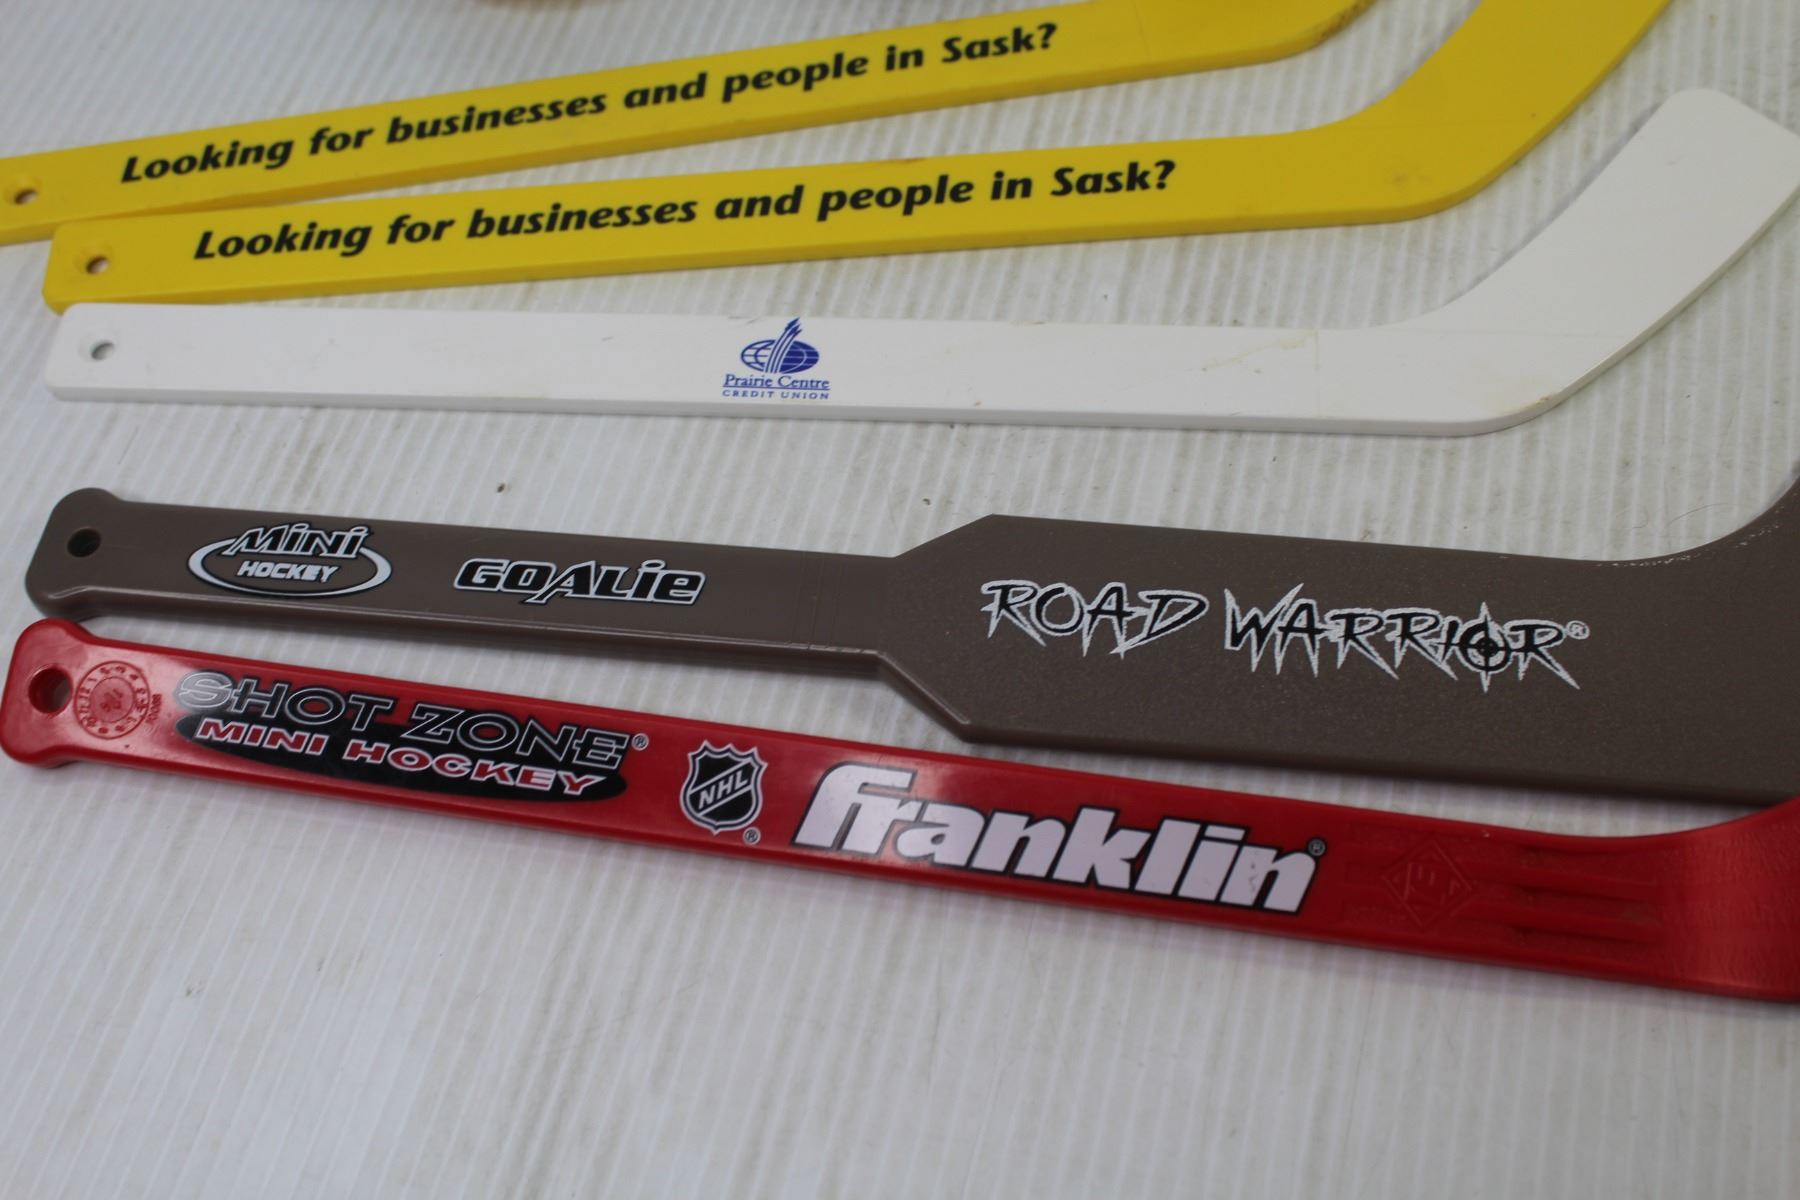 Looking for businesses and people in Sask?
Looking for businesses and people in Sask?
Prairie Centre
CREDIT UNION
MiNi
HOCKEY
GOALie
ROAD WARRIOR®
SHOT ZONE®
MINI HOCKEY
NHL®
franklin®